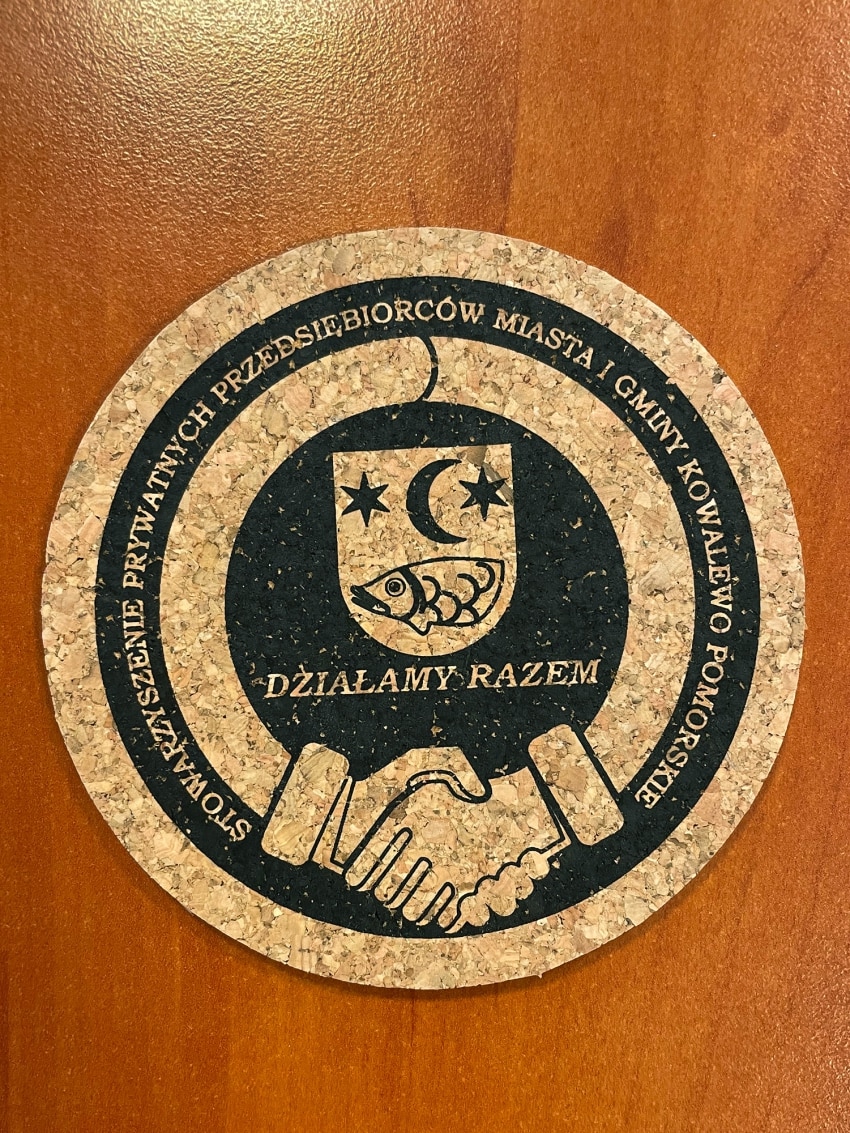 STOWARZYSZENIE PRYWATNYCH PRZEDSIĘBIORCÓW MIASTA I GMINY KOWALEWO POMORSKIE
DZIAŁAMY RAZEM